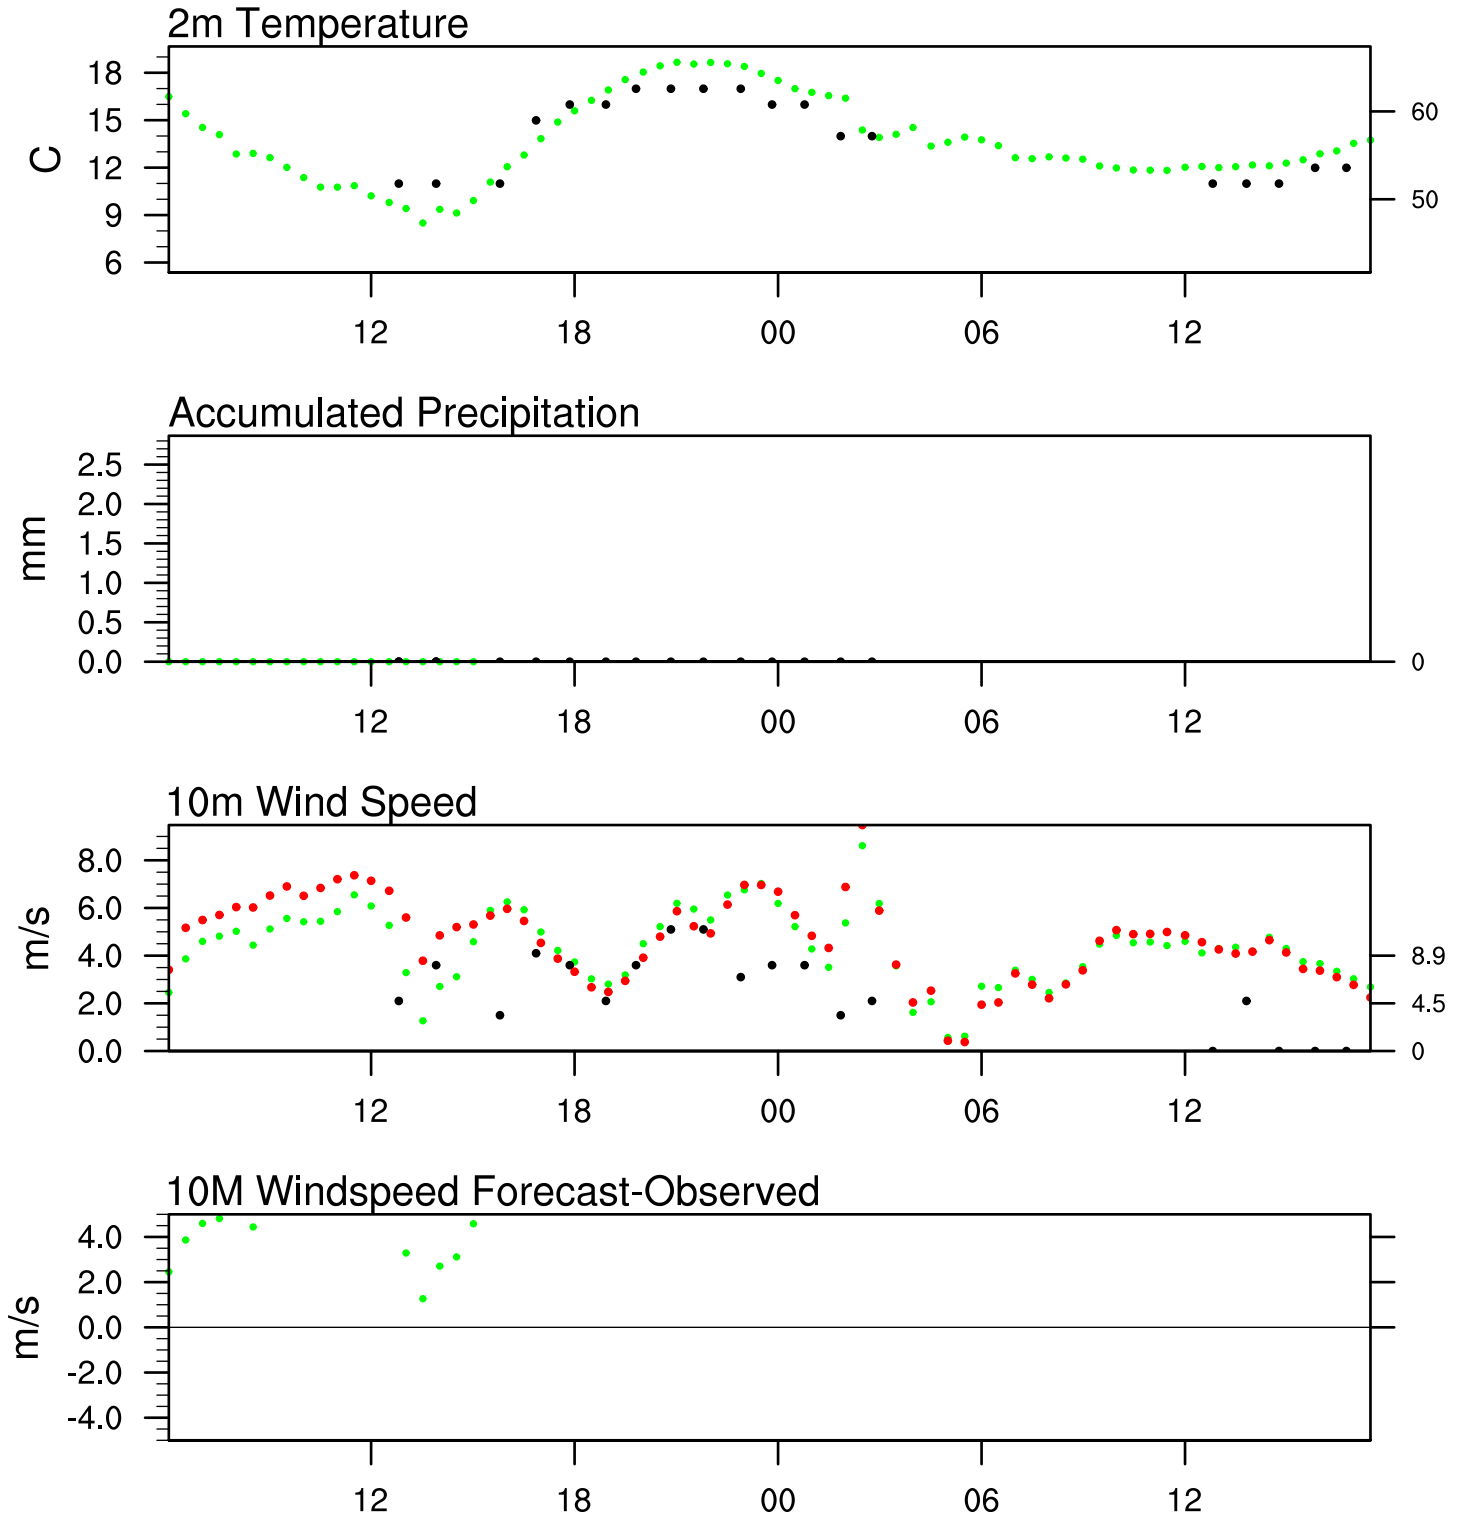 2m Temperature
18
15
12
9
6
C
60
50
12 18 00 06 12
Accumulated Precipitation
2.5
2.0
1.5
1.0
0.5
0.0
mm
0
12 18 00 06 12
10m Wind Speed
8.0
6.0
4.0
2.0
0.0
m/s
8.9
4.5
0
12 18 00 06 12
10M Windspeed Forecast-Observed
4.0
2.0
0.0
-2.0
-4.0
m/s
12 18 00 06 12